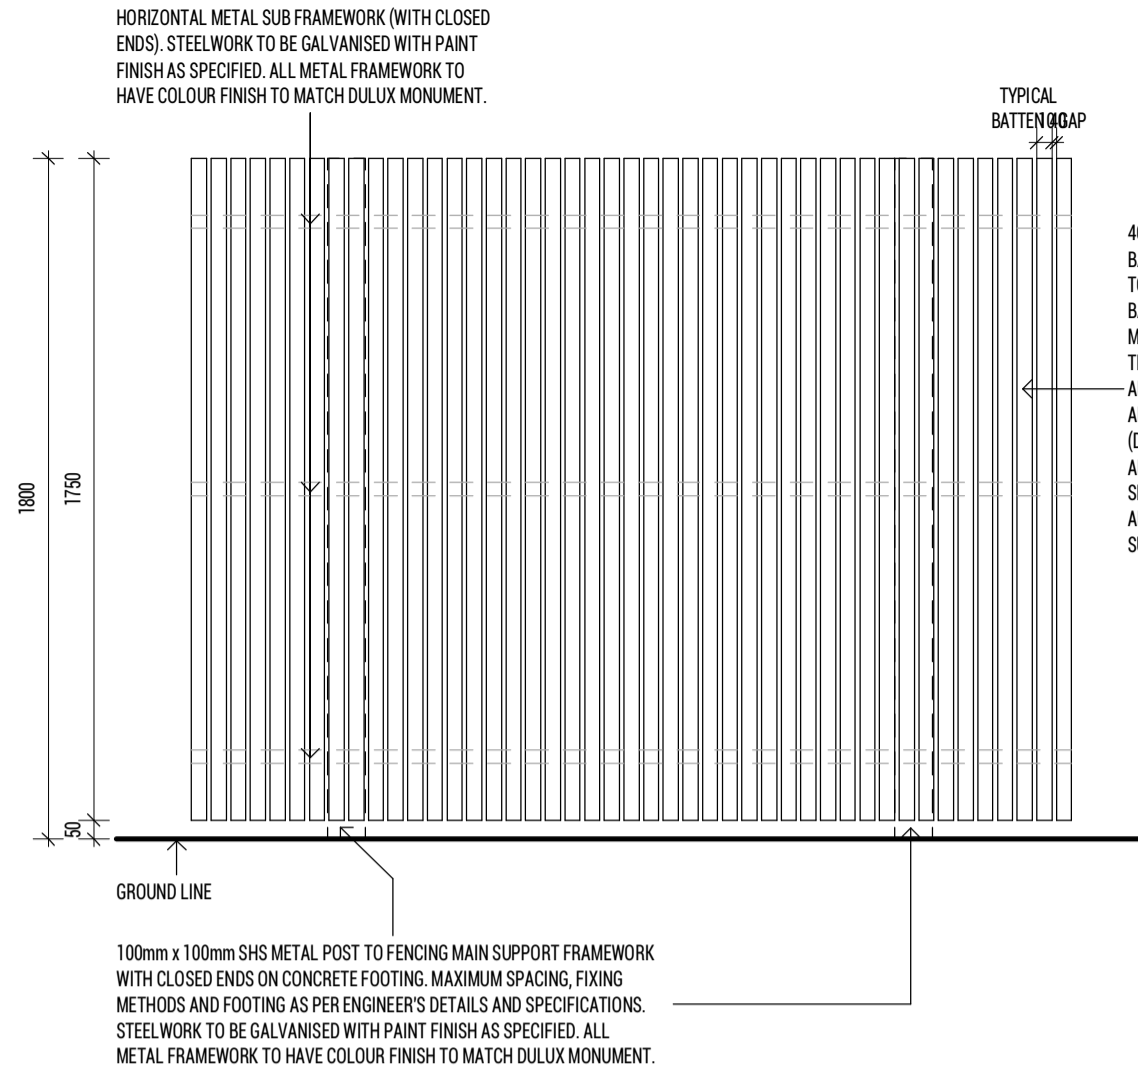 HORIZONTAL METAL SUB FRAMEWORK (WITH CLOSED
ENDS). STEELWORK TO BE GALVANISED WITH PAINT
FINISH AS SPECIFIED. ALL METAL FRAMEWORK TO
HAVE COLOUR FINISH TO MATCH DULUX MONUMENT.
TYPICAL
BATTEN GAP
1800
1750
50
GROUND LINE
100mm x 100mm SHS METAL POST TO FENCING MAIN SUPPORT FRAMEWORK
WITH CLOSED ENDS ON CONCRETE FOOTING. MAXIMUM SPACING, FIXING
METHODS AND FOOTING AS PER ENGINEER'S DETAILS AND SPECIFICATIONS.
STEELWORK TO BE GALVANISED WITH PAINT FINISH AS SPECIFIED. ALL
METAL FRAMEWORK TO HAVE COLOUR FINISH TO MATCH DULUX MONUMENT.